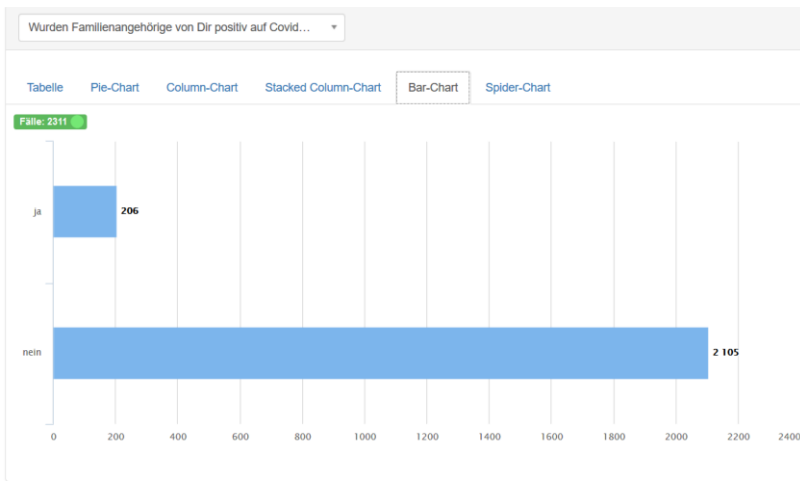 Wurden Familienangehörige von Dir positiv auf Covid...
Tabelle Pie-Chart Column-Chart Stacked Column-Chart Bar-Chart Spider-Chart
Fälle: 2311
ja 206
nein 2 105
0 200 400 600 800 1000 1200 1400 1600 1800 2000 2200 2400